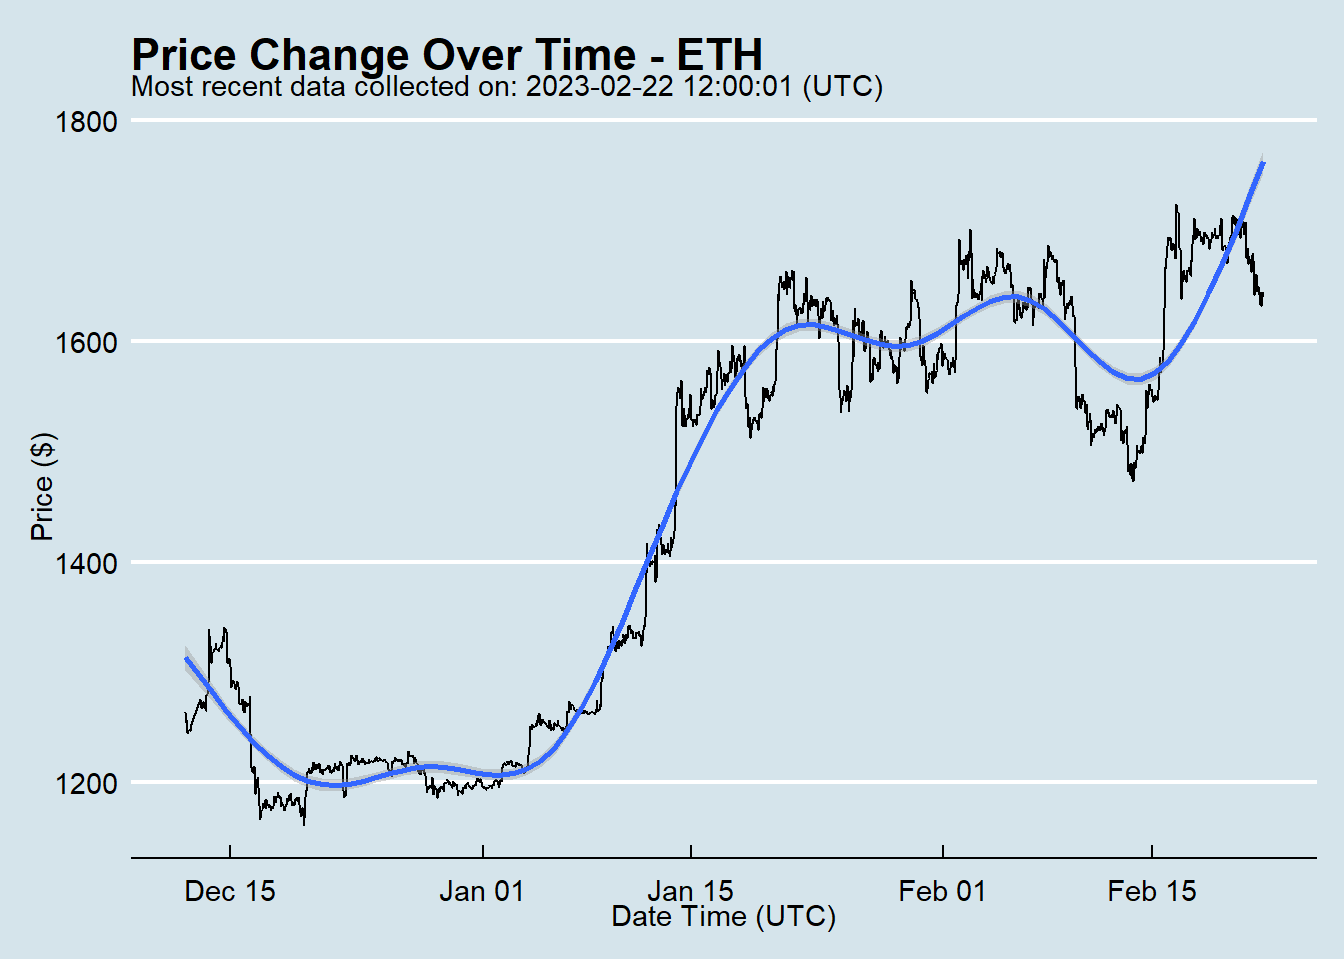 Price Change Over Time - ETH
Most recent data collected on: 2023-02-22 12:00:01 (UTC)
1800
1600
1400
1200
Price ($)
Dec 15
Jan 01
Jan 15
Feb 01
Feb 15
Date Time (UTC)